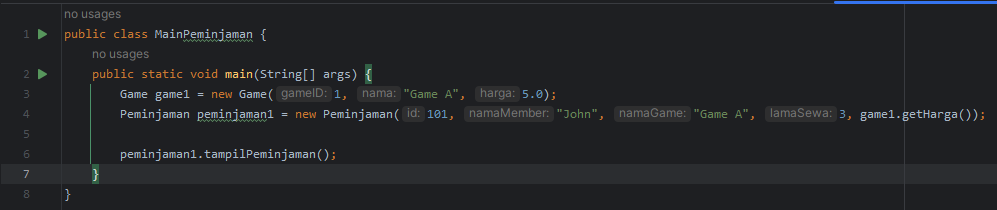 no usages
1 public class MainPeminjaman {
no usages
2 public static void main(String[] args) {
3 Game game1 = new Game( gameID: 1, nama: "Game A", harga: 5.0);
4 Peminjaman peminjaman1 = new Peminjaman( id: 101, namaMember: "John", namaGame: "Game A", lamaSewa: 3, game1.getHarga());
5
6 peminjaman1.tampilPeminjaman();
7 }
8 }